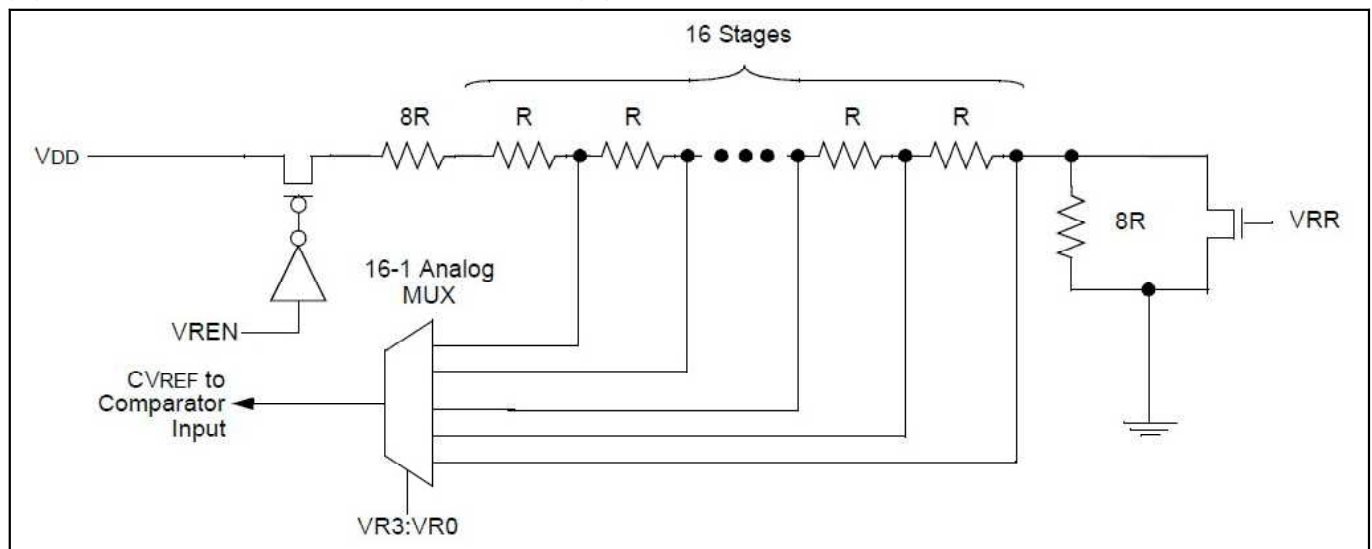 16 Stages
8R
R
R
R
R
VDD
8R
VRR
16-1 Analog
MUX
VREN
CVREF to
Comparator
Input
VR3:VR0